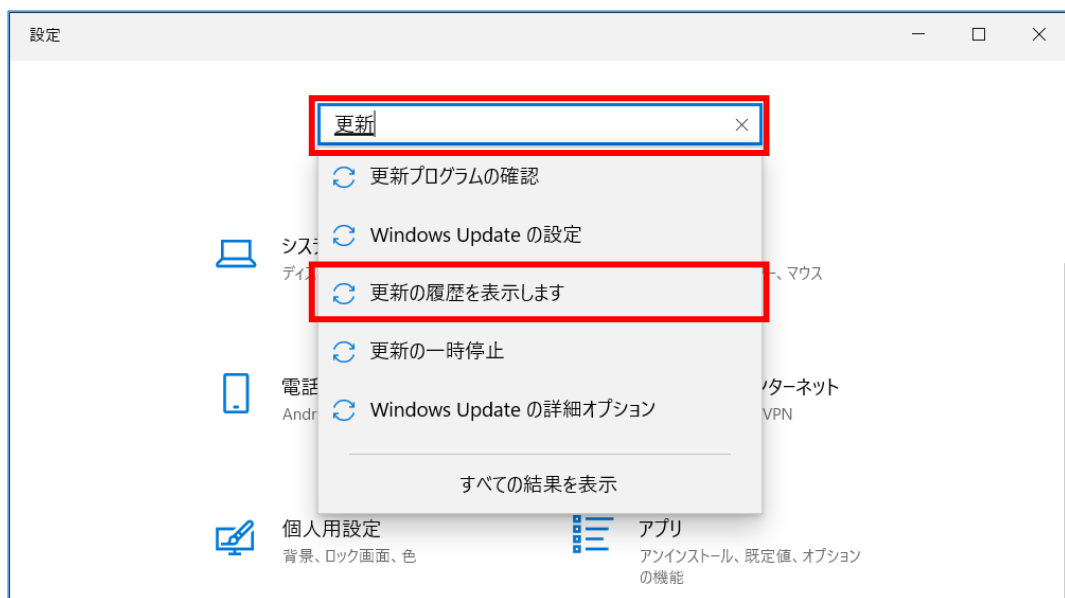 設定
更新
更新プログラムの確認
Windows Update の設定
更新の履歴を表示します
更新の一時停止
Windows Update の詳細オプション
すべての結果を表示
シス
、マウス
電話
Andr
ターネット
VPN
個人用設定
背景、ロック画面、色
アプリ
アンインストール、既定値、オプション
の機能